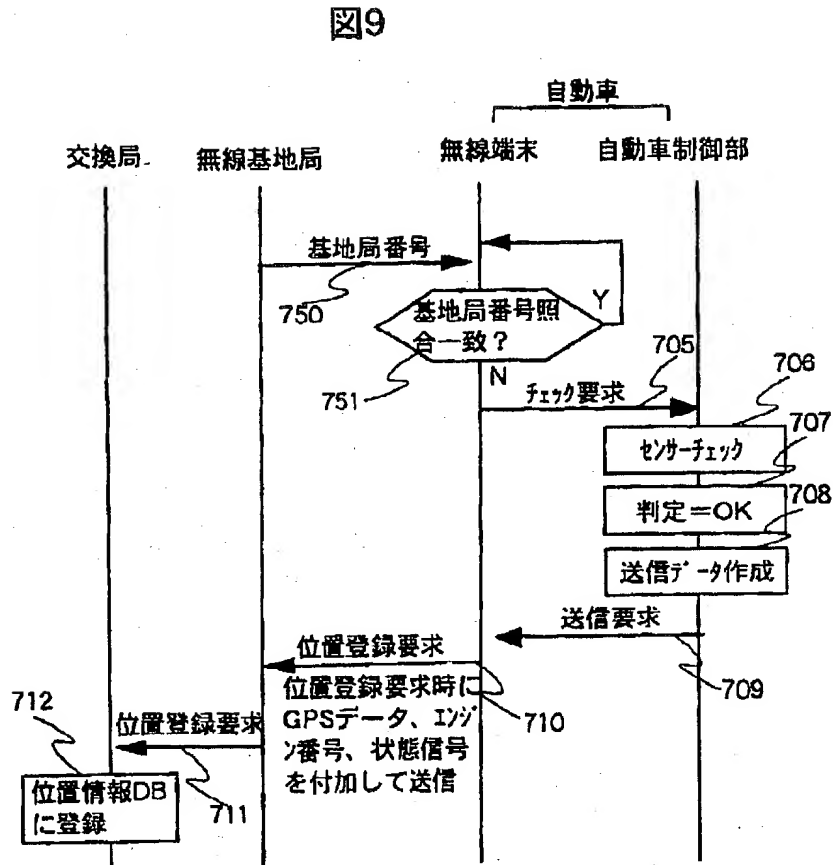 図9
自動車
交換局
無線基地局
無線端末
自動車制御部
基地局番号
750
基地局番号照
合一致?
Y
751
N
705
チェック要求
706
センサーチェック
707
判定=OK
708
送信データ作成
送信要求
709
位置登録要求
710
位置登録要求時に
GPSデータ、エンジ
ン番号、状態信号
を付加して送信
位置登録要求
711
712
位置情報DB
に登録